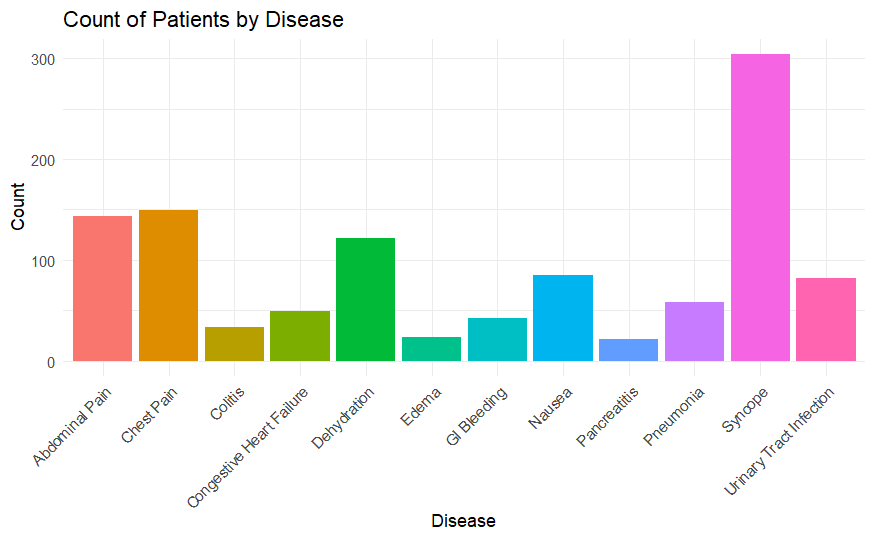 Count of Patients by Disease
Count
300
200
100
0
Abdominal Pain
Chest Pain
Colitis
Congestive Heart Failure
Dehydration
Edema
GI Bleeding
Nausea
Pancreatitis
Pneumonia
Syncope
Urinary Tract Infection
Disease